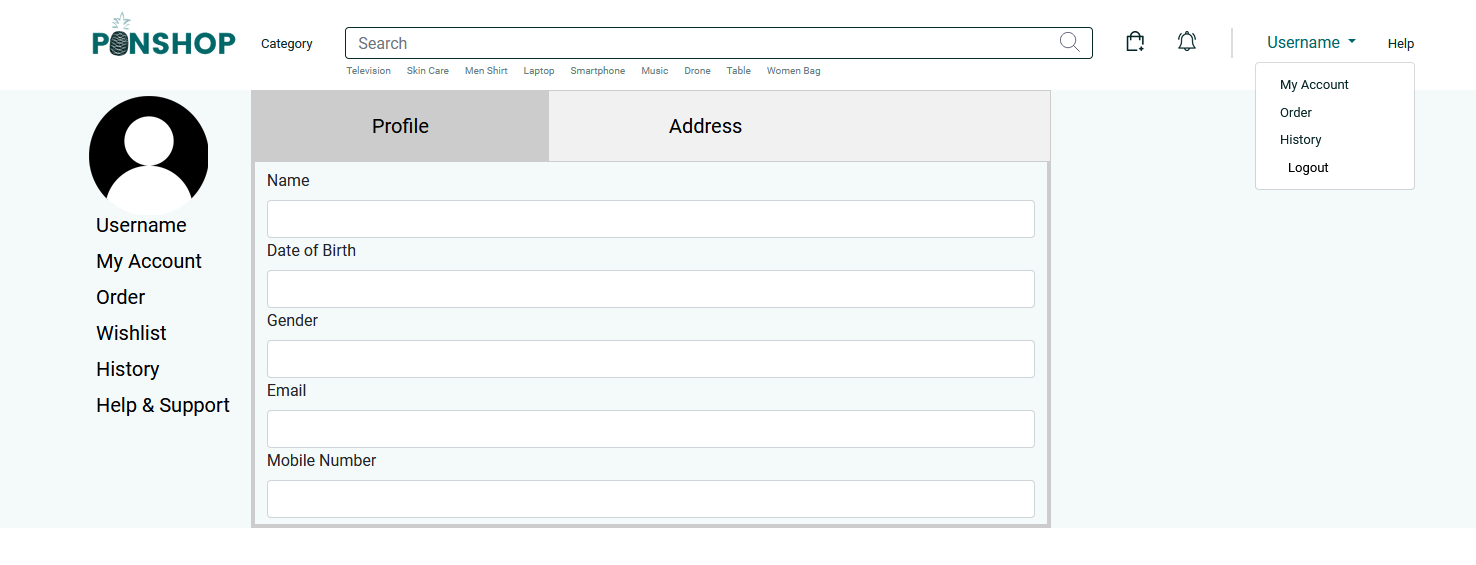 PINSHOP
Category
Search
Username
Help
Television Skin Care Men Shirt Laptop Smartphone Music Drone Table Women Bag
My Account
Order
History
Logout
Username
My Account
Order
Wishlist
History
Help & Support
Profile Address
Name
Date of Birth
Gender
Email
Mobile Number